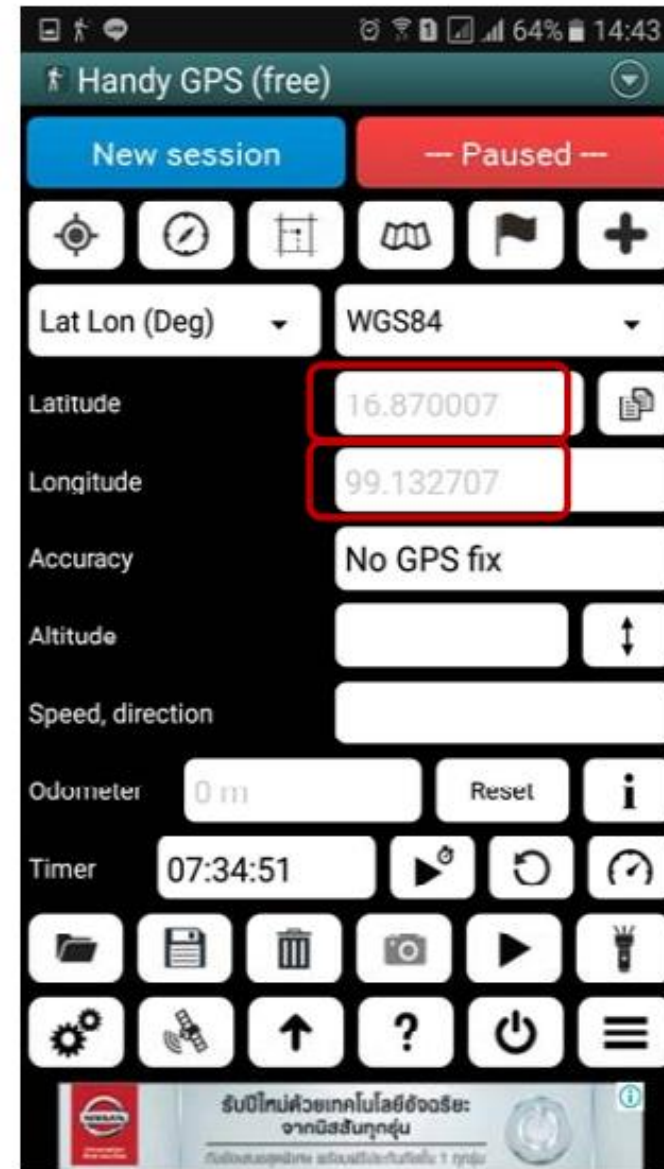 64% 14:43
Handy GPS (free)
New session --- Paused ---
Lat Lon (Deg) WGS84
Latitude 16.870007
Longitude 99.132707
Accuracy No GPS fix
Altitude
Speed, direction
Odometer 0 m Reset i
Timer 07:34:51
?
NISSAN รับปีใหม่ด้วยเทคโนโลยีอัจฉริยะ
จากนิสสันทุกรุ่น